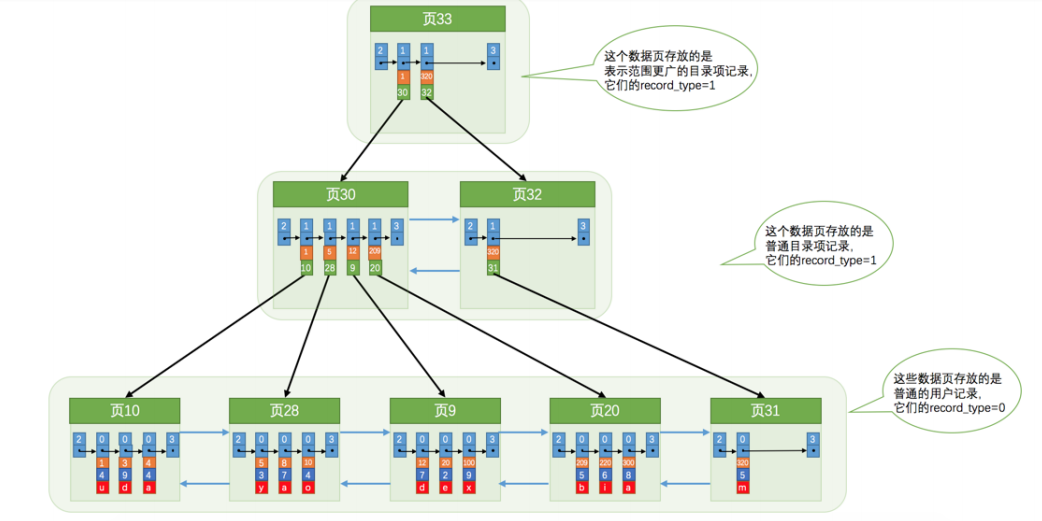 页33
这个数据页存放的是
表示范围更广的目录项记录,
它们的record_type=1
2 1 1 3
1 320
30 32
页30 页32
这个数据页存放的是
普通目录项记录,
它们的record_type=1
2 1 1 1 1 3 2 1 3
1 5 12 209 320
10 28 9 20 31
这些数据页存放的是
普通的用户记录,
它们的record_type=0
页10 页28 页9 页20 页31
2 0 0 0 3 2 0 0 0 3 2 0 0 0 3 2 0 0 0 3 2 0 3
1 3 4 5 8 10 12 20 100 209 220 300 320
4 9 4 3 7 4 7 2 9 5 6 8 5
u d a y a o d e x b i a m